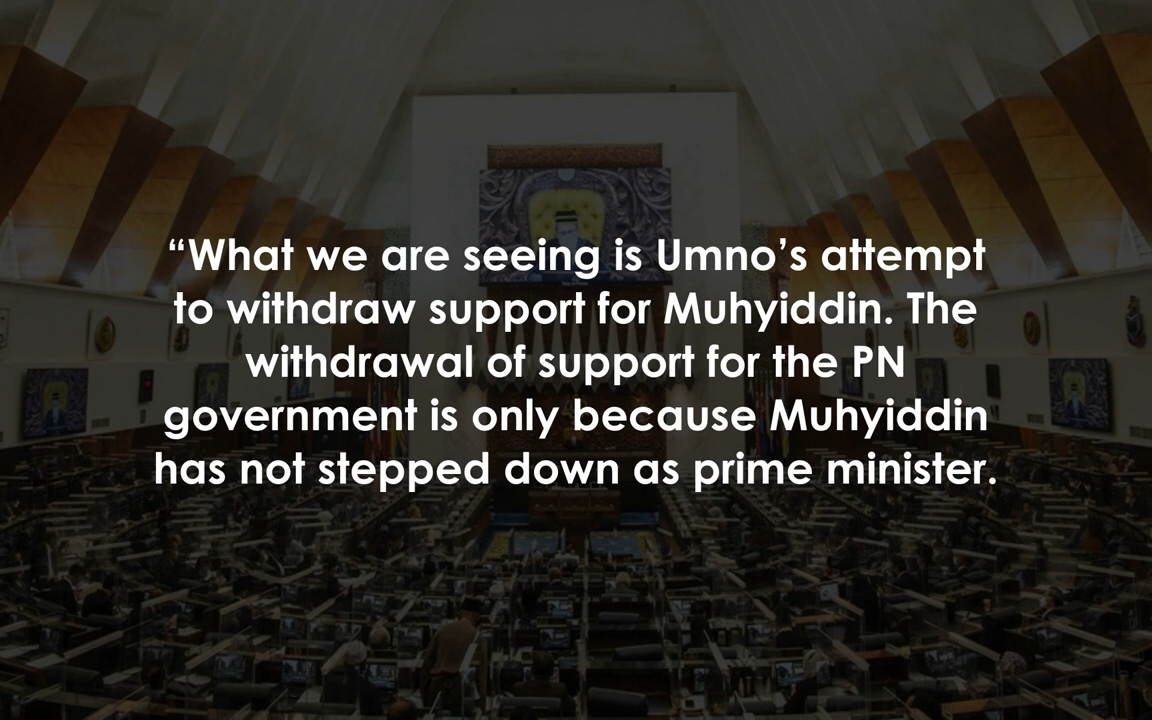 “What we are seeing is Umno’s attempt
to withdraw support for Muhyiddin. The
withdrawal of support for the PN
government is only because Muhyiddin
has not stepped down as prime minister.